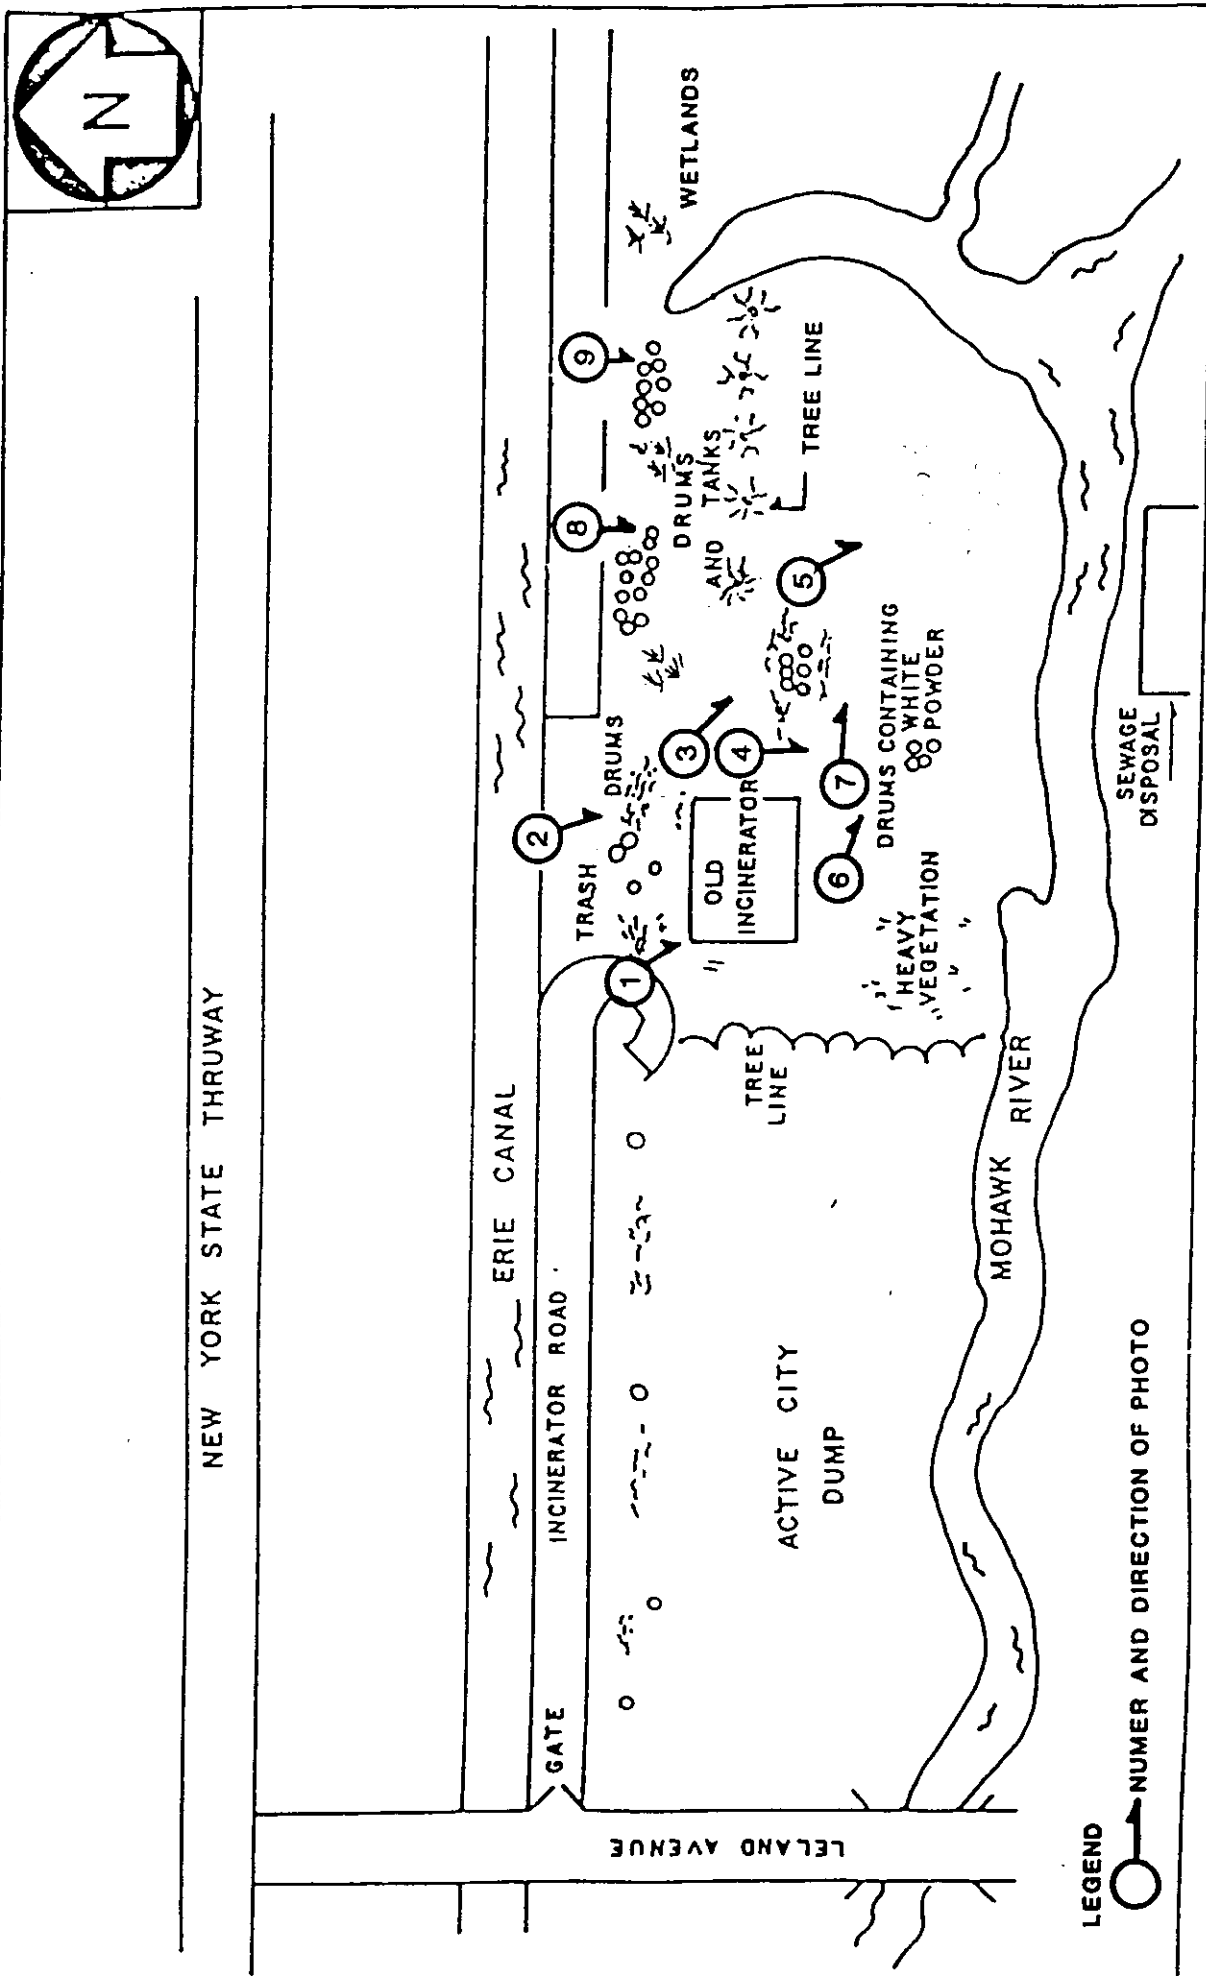 N
NEW YORK STATE THRUWAY
ERIE CANAL
GATE
INCINERATOR ROAD
LELAND AVENUE
TRASH
DRUMS
1
2
3
4
5
6
7
8
9
OLD
INCINERATOR
DRUMS
AND TANKS
WETLANDS
TREE LINE
TREE
LINE
ACTIVE CITY
DUMP
HEAVY
VEGETATION
DRUMS CONTAINING
WHITE
POWDER
MOHAWK RIVER
SEWAGE
DISPOSAL
LEGEND
NUMER AND DIRECTION OF PHOTO